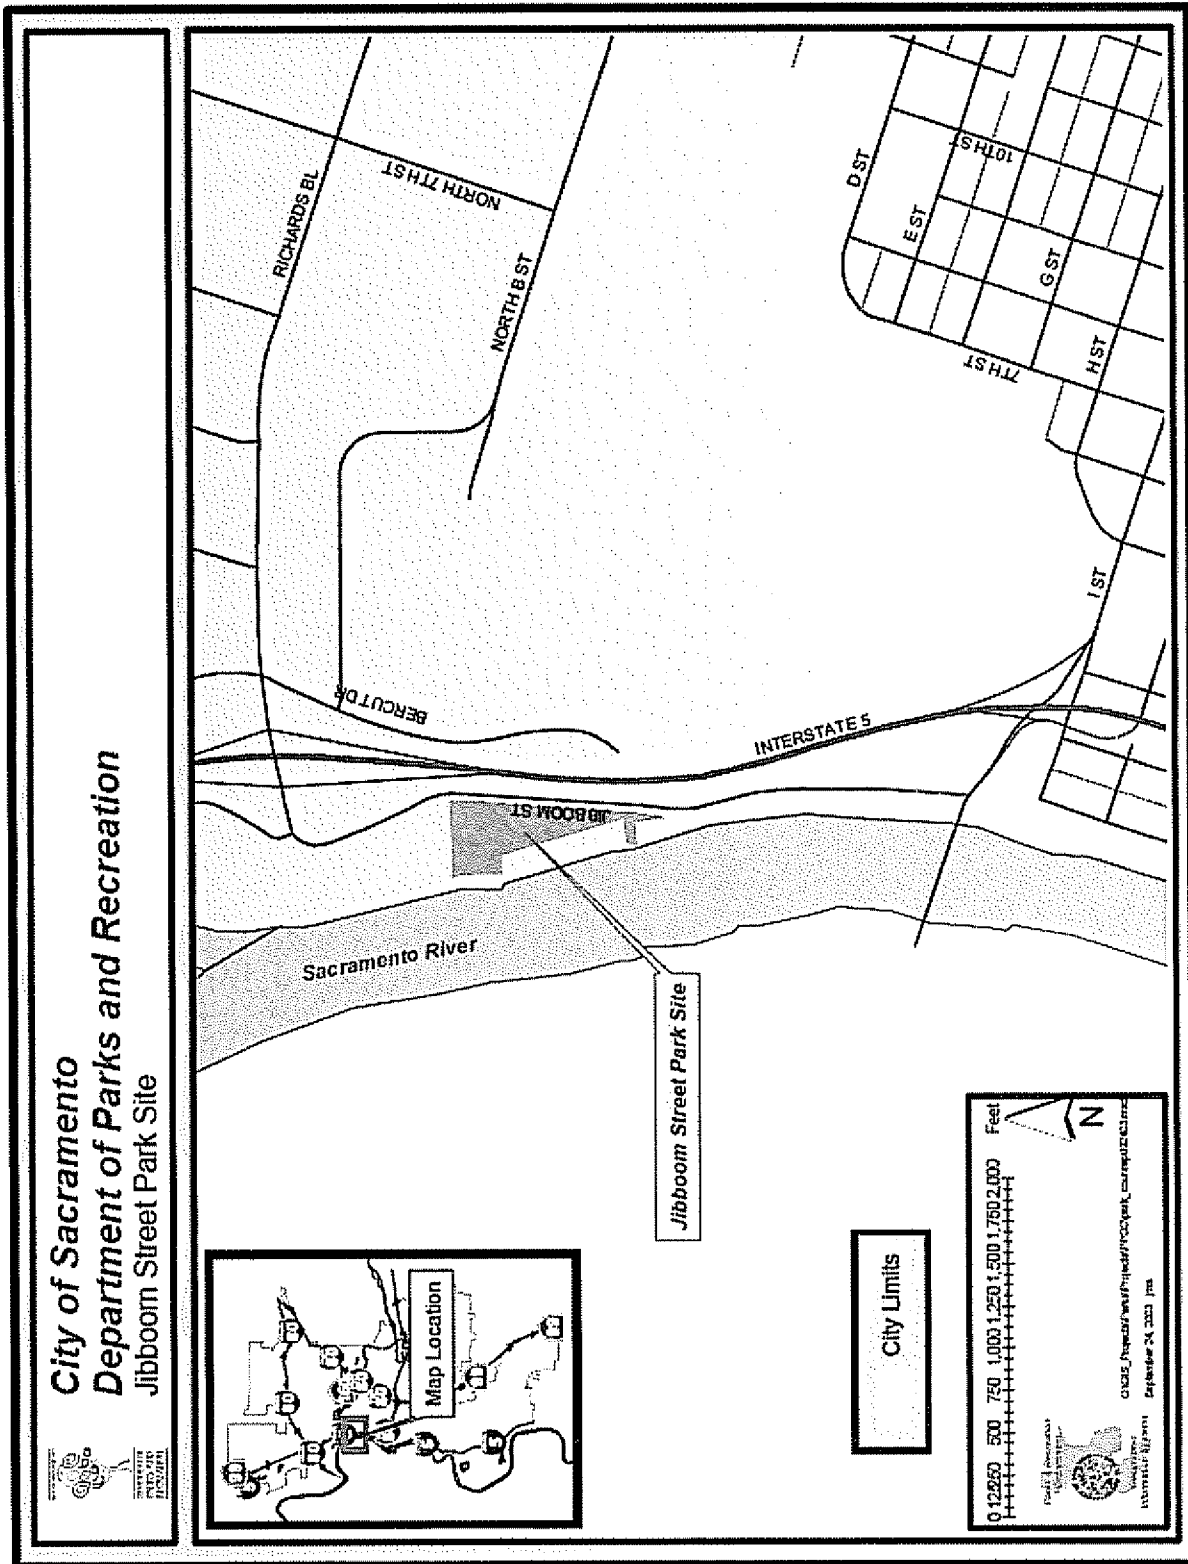 City of Sacramento
Department of Parks and Recreation
Jibboom Street Park Site
RICHARDS BL
NORTH 7TH ST
NORTH B ST
D ST
E ST
10TH ST
G ST
7TH ST
H ST
I ST
BERCUT DR
INTERSTATE 5
JIBBOOM ST
Sacramento River
Jibboom Street Park Site
Map Location
City Limits
0 125250 500 750 1,000 1,250 1,500 1,750 2,000
Feet
N
September 24, 2003